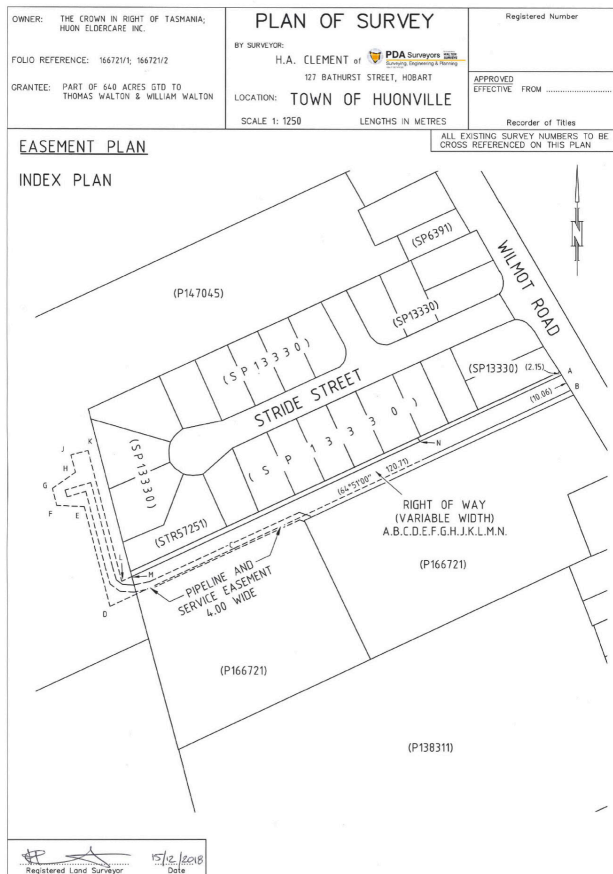 OWNER: THE CROWN IN RIGHT OF TASMANIA;
HUON ELDERCARE INC.
FOLIO REFERENCE: 166721/1; 166721/2
GRANTEE: PART OF 640 ACRES GTD TO
THOMAS WALTON & WILLIAM WALTON
PLAN OF SURVEY
BY SURVEYOR:
H.A. CLEMENT of PDA Surveyors
Surveying, Engineering & Planning
127 BATHURST STREET, HOBART
LOCATION: TOWN OF HUONVILLE
SCALE 1: 1250 LENGTHS IN METRES
Registered Number
APPROVED
EFFECTIVE FROM ....................
Recorder of Titles
EASEMENT PLAN
ALL EXISTING SURVEY NUMBERS TO BE
CROSS REFERENCED ON THIS PLAN
INDEX PLAN
N
(SP6391)
WILMOT ROAD
(P147045)
(SP13330)
(SP13330)
(SP13330)
(2.15)
A
B
(10.06)
STRIDE STREET
(SP13330)
(SP13330)
K
J
H
G
F
E
N
(64°51'00" 120.71)
RIGHT OF WAY
(VARIABLE WIDTH)
A.B.C.D.E.F.G.H.J.K.L.M.N.
(STR57251)
L
M
D
PIPELINE AND
SERVICE EASEMENT
4.00 WIDE
(P166721)
(P166721)
(P138311)
15/12/2018
Registered Land Surveyor Date